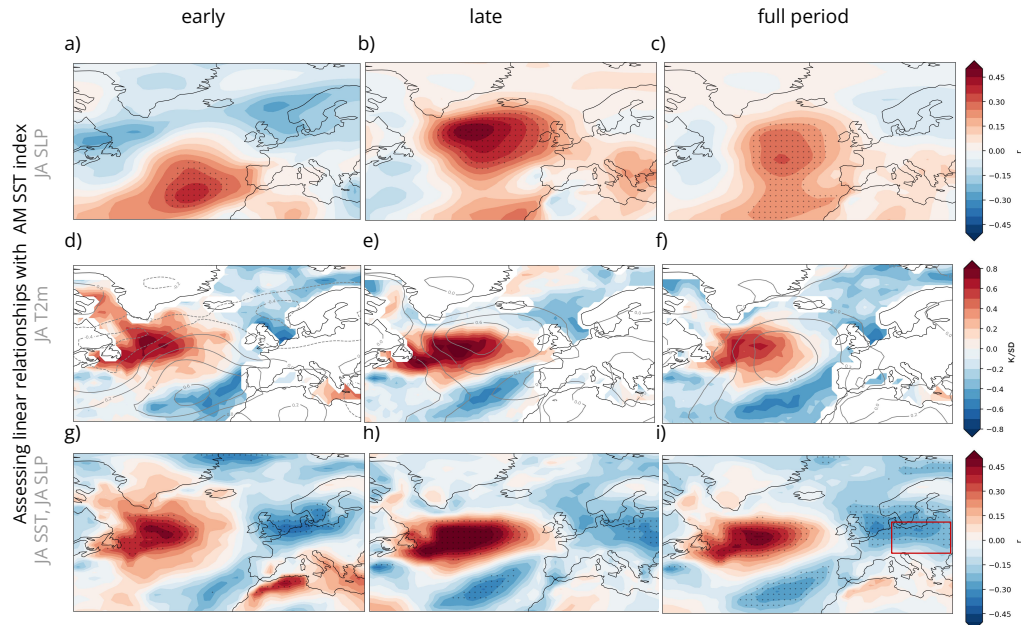 early late full period
a) b) c)
Assessing linear relationships with AM SST index
JA SLP
0.45
0.30
0.15
0.00
−0.15
−0.30
−0.45
r
d) e) f)
JA T2m
0.8
0.6
0.4
0.2
0.0
−0.2
−0.4
−0.6
−0.8
K/SD
g) h) i)
JA SST, JA SLP
0.45
0.30
0.15
0.00
−0.15
−0.30
−0.45
r